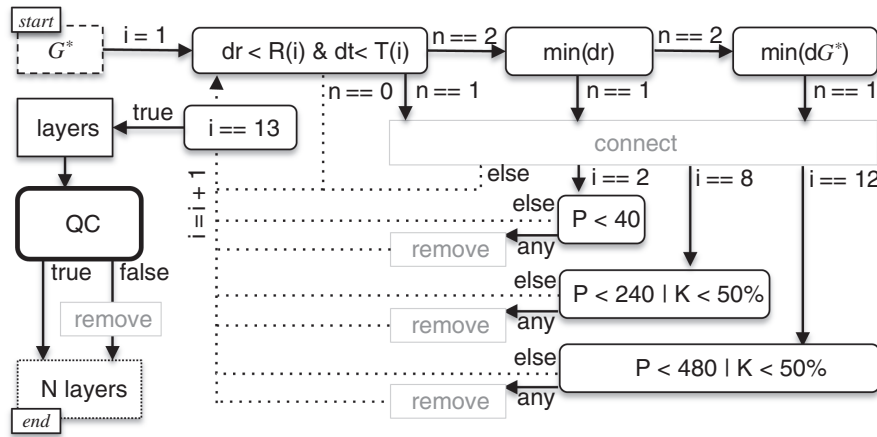 start
G*
i = 1
dr < R(i) & dt< T(i)
n == 2
min(dr)
n == 2
min(dG*)
n == 0
n == 1
n == 1
n == 1
layers
true
i == 13
connect
else
i == 2
i == 8
i == 12
i = i + 1
QC
else
P < 40
remove
any
true
false
else
P < 240 | K < 50%
remove
remove
any
else
P < 480 | K < 50%
N layers
remove
any
end